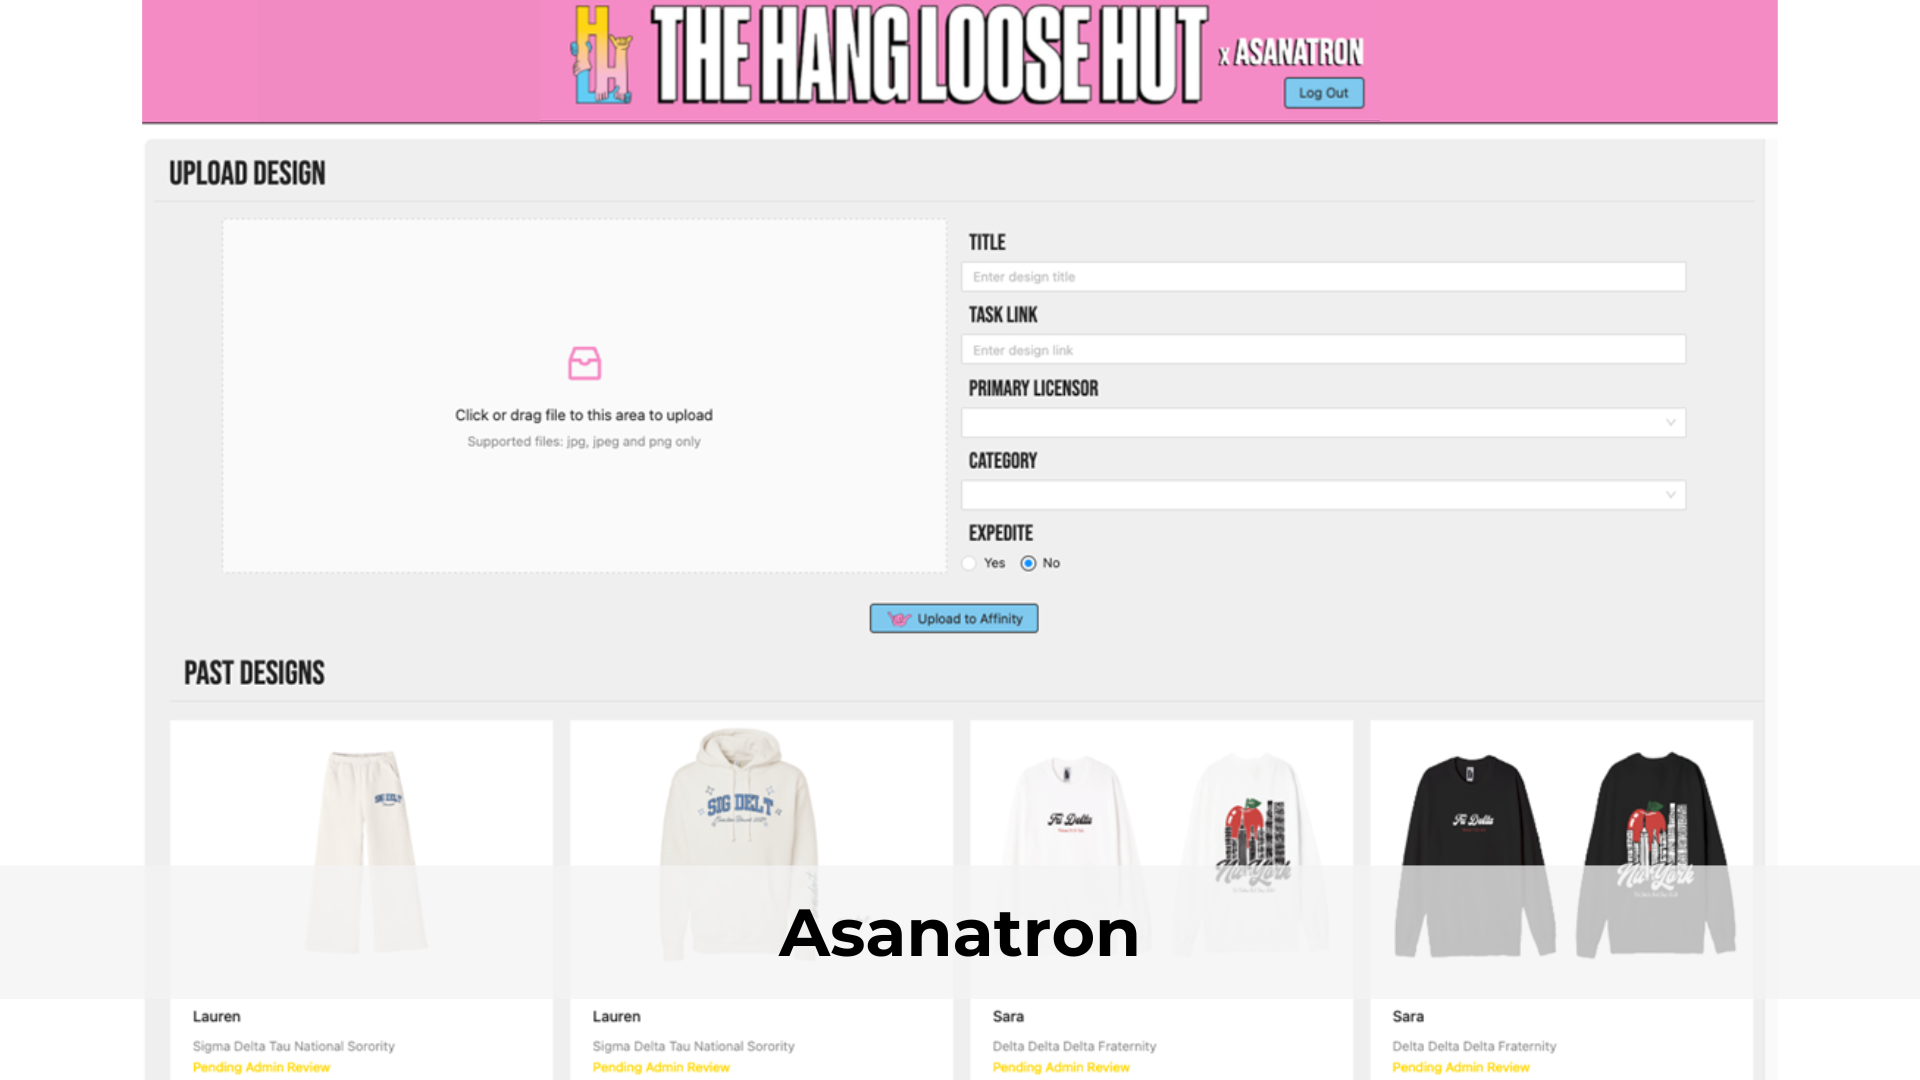 THE HANG LOOSE HUT
x ASANATRON
Log Out
UPLOAD DESIGN
Click or drag file to this area to upload
Supported files: jpg, jpeg and png only
TITLE
Enter design title
TASK LINK
Enter design link
PRIMARY LICENSOR
CATEGORY
EXPEDITE
Yes No
Upload to Affinity
PAST DESIGNS
SIG DELT
SIG DELT
Tri Delta
Nu York
Tri Delta
Nu York
Asanatron
Lauren
Sigma Delta Tau National Sorority
Pending Admin Review
Lauren
Sigma Delta Tau National Sorority
Pending Admin Review
Sara
Delta Delta Delta Fraternity
Pending Admin Review
Sara
Delta Delta Delta Fraternity
Pending Admin Review